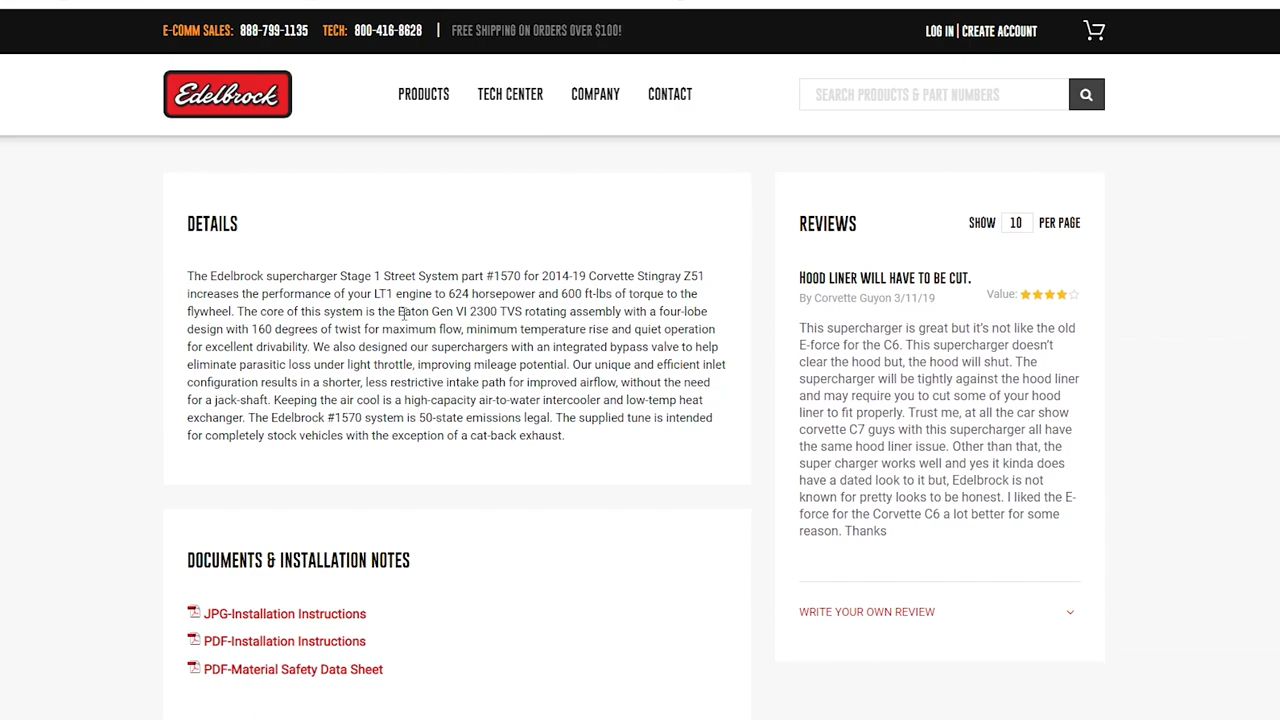 E-COMM SALES: 888-799-1135 TECH: 800-416-8628 | FREE SHIPPING ON ORDERS OVER $100! LOG IN | CREATE ACCOUNT
Edelbrock PRODUCTS TECH CENTER COMPANY CONTACT SEARCH PRODUCTS & PART NUMBERS
DETAILS
The Edelbrock supercharger Stage 1 Street System part #1570 for 2014-19 Corvette Stingray Z51
increases the performance of your LT1 engine to 624 horsepower and 600 ft-lbs of torque to the
flywheel. The core of this system is the Eaton Gen VI 2300 TVS rotating assembly with a four-lobe
design with 160 degrees of twist for maximum flow, minimum temperature rise and quiet operation
for excellent drivability. We also designed our superchargers with an integrated bypass valve to help
eliminate parasitic loss under light throttle, improving mileage potential. Our unique and efficient inlet
configuration results in a shorter, less restrictive intake path for improved airflow, without the need
for a jack-shaft. Keeping the air cool is a high-capacity air-to-water intercooler and low-temp heat
exchanger. The Edelbrock #1570 system is 50-state emissions legal. The supplied tune is intended
for completely stock vehicles with the exception of a cat-back exhaust.
DOCUMENTS & INSTALLATION NOTES
JPG-Installation Instructions
PDF-Installation Instructions
PDF-Material Safety Data Sheet
REVIEWS SHOW 10 PER PAGE
HOOD LINER WILL HAVE TO BE CUT.
By Corvette Guyon 3/11/19 Value:
This supercharger is great but it's not like the old
E-force for the C6. This supercharger doesn't
clear the hood but, the hood will shut. The
supercharger will be tightly against the hood liner
and may require you to cut some of your hood
liner to fit properly. Trust me, at all the car show
corvette C7 guys with this supercharger all have
the same hood liner issue. Other than that, the
super charger works well and yes it kinda does
have a dated look to it but, Edelbrock is not
known for pretty looks to be honest. I liked the E-
force for the Corvette C6 a lot better for some
reason. Thanks
WRITE YOUR OWN REVIEW